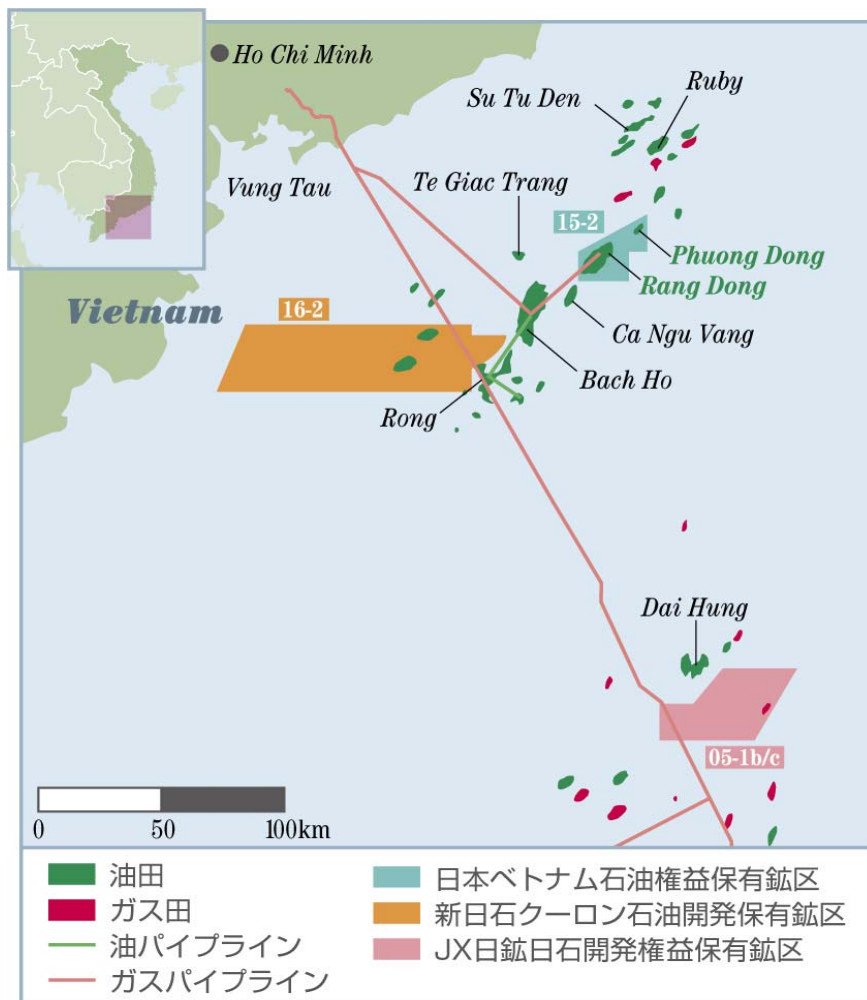 Ho Chi Minh
Su Tu Den
Ruby
Vung Tau
Te Giac Trang
15-2
Phuong Dong
Rang Dong
Vietnam
16-2
Ca Ngu Vang
Bach Ho
Rong
Dai Hung
05-1b/c
0 50 100km
油田
ガス田
油パイプライン
ガスパイプライン
日本ベトナム石油権益保有鉱区
新日石クーロン石油開発保有鉱区
JX日鉱日石開発権益保有鉱区